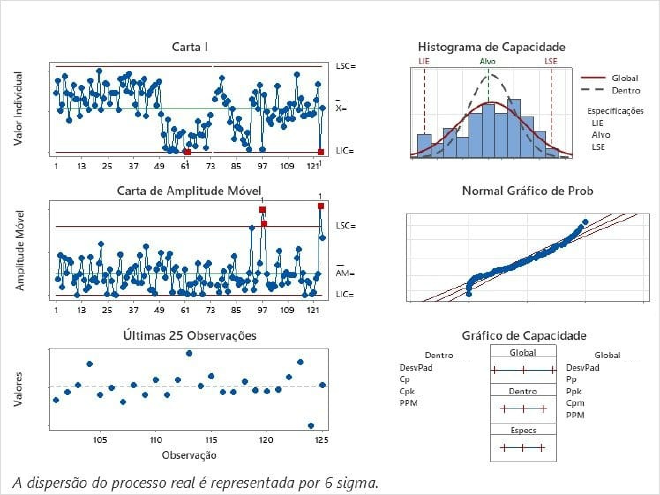 Carta I
Valor Individual
LSC=
X=
LIC=
1 13 25 37 49 61 73 85 97 109 121
Histograma de Capacidade
LIE Alvo LSE
Global
Dentro
Especificações
LIE
Alvo
LSE
Carta de Amplitude Móvel
Amplitude Móvel
1 1
LSC=
AM=
LIC=
1 13 25 37 49 61 73 85 97 109 121
Normal Gráfico de Prob
Últimas 25 Observações
Valores
105 110 115 120 125
Observação
Gráfico de Capacidade
Dentro
DesvPad
Cp
Cpk
PPM
Global
Dentro
Especs
Global
DesvPad
Pp
Ppk
Cpm
PPM
A dispersão do processo real é representada por 6 sigma.